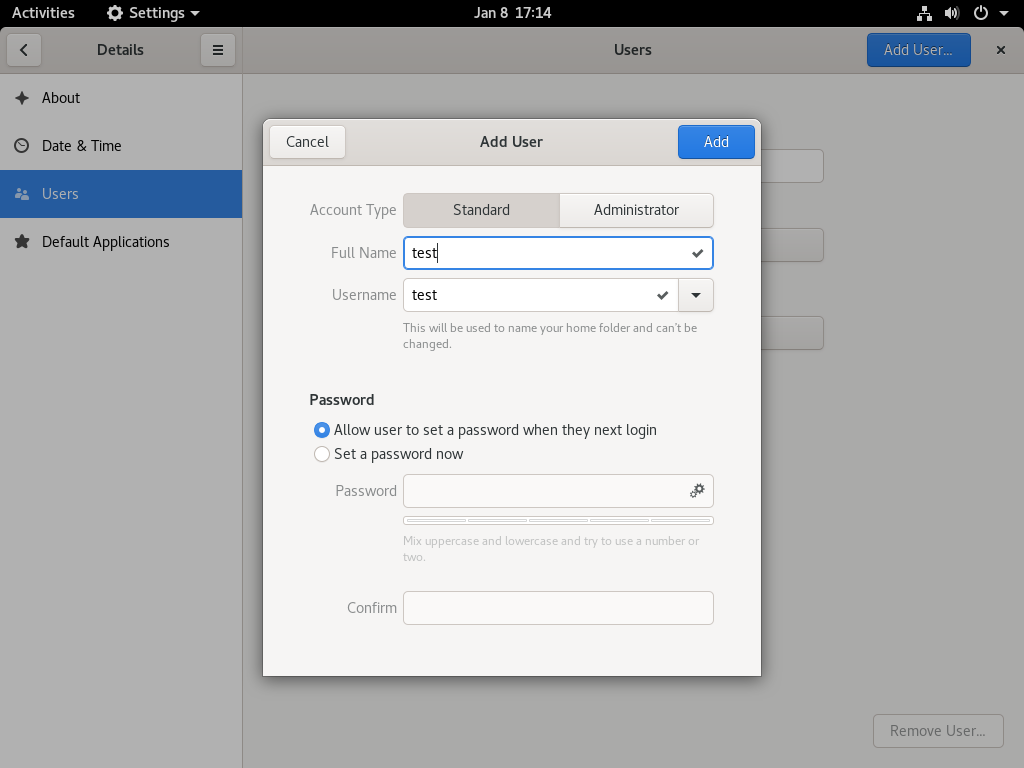 Activities
Settings
Jan 8 17:14
Details
Users
Add User...
About
Date & Time
Users
Default Applications
Cancel
Add User
Add
Account Type
Standard
Administrator
Full Name
test
Username
test
This will be used to name your home folder and can't be
changed.
Password
Allow user to set a password when they next login
Set a password now
Password
Mix uppercase and lowercase and try to use a number or
two.
Confirm
Remove User...